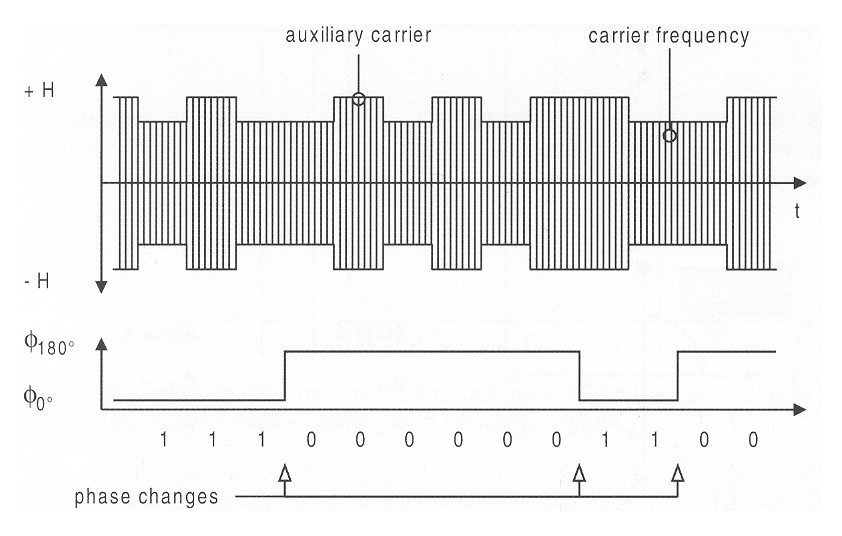 auxiliary carrier
carrier frequency
+ H
t
- H
ϕ180°
ϕ0°
1 1 1 0 0 0 0 0 0 1 1 0 0
phase changes